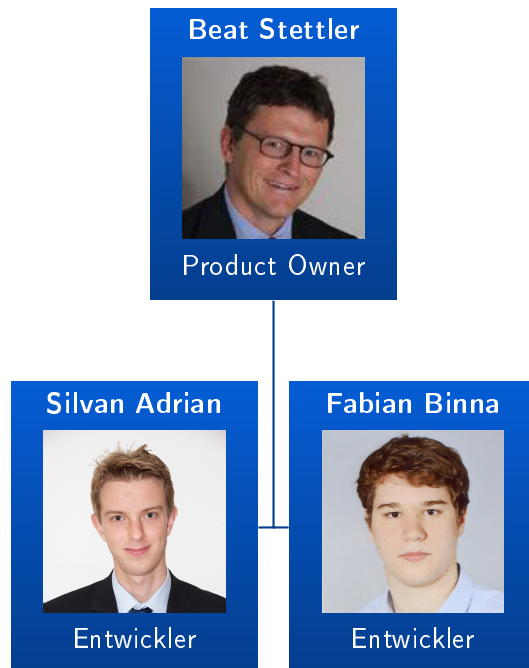 Beat Stettler
Product Owner
Silvan Adrian
Entwickler
Fabian Binna
Entwickler